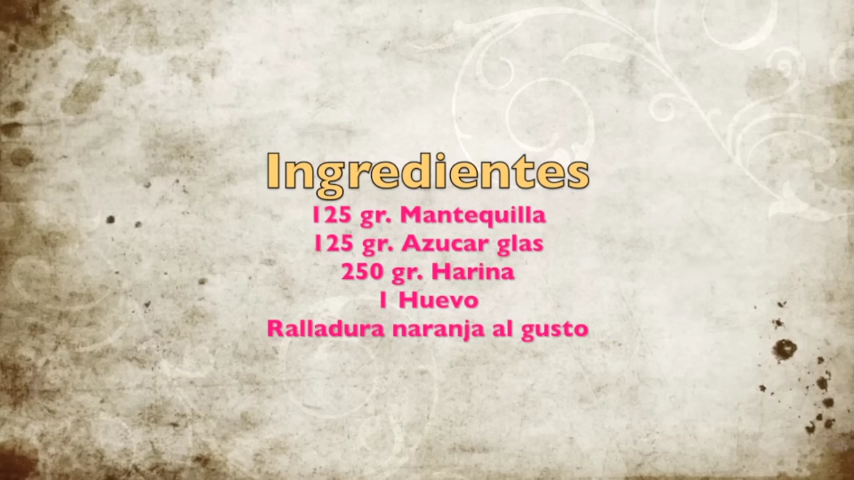 Ingredientes
125 gr. Mantequilla
125 gr. Azucar glas
250 gr. Harina
1 Huevo
Ralladura naranja al gusto